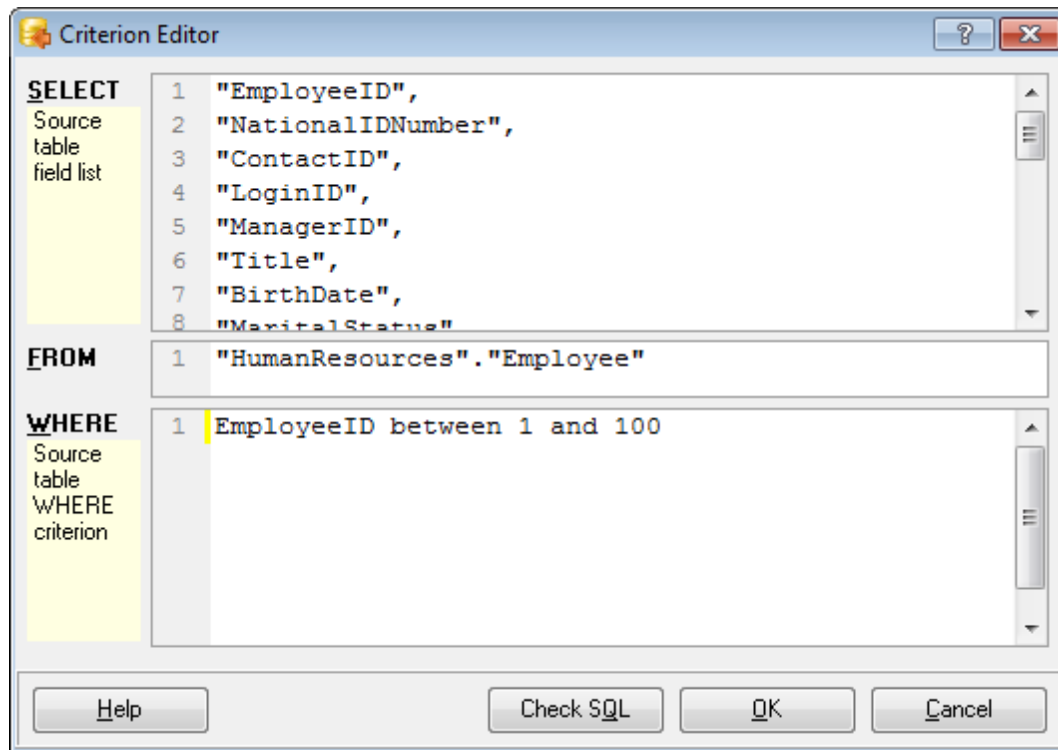 Criterion Editor
SELECT
Source
table
field list
1 "EmployeeID",
2 "NationalIDNumber",
3 "ContactID",
4 "LoginID",
5 "ManagerID",
6 "Title",
7 "BirthDate",
8 "MaritalStatus"
FROM
1 "HumanResources"."Employee"
WHERE
Source
table
WHERE
criterion
1 EmployeeID between 1 and 100
Help
Check SQL
OK
Cancel